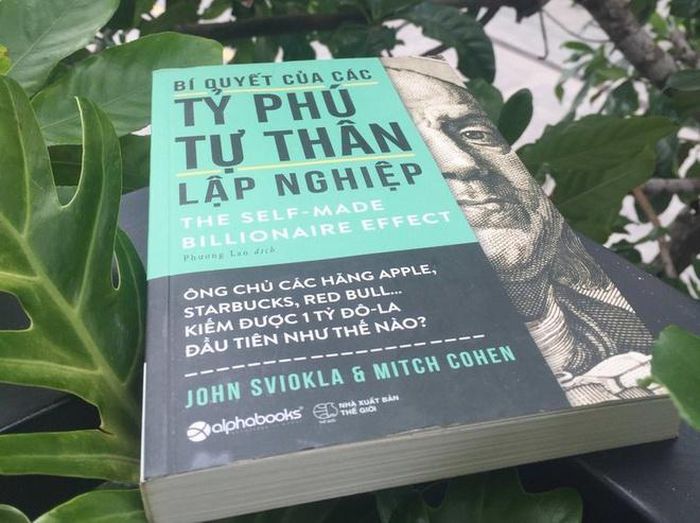 BÍ QUYẾT CỦA CÁC
TỶ PHÚ
TỰ THÂN
LẬP NGHIỆP
THE SELF-MADE
BILLIONAIRE EFFECT
Phương Lan dịch
ÔNG CHỦ CÁC HÃNG APPLE,
STARBUCKS, RED BULL...
KIẾM ĐƯỢC 1 TỶ ĐÔ-LA
ĐẦU TIÊN NHƯ THẾ NÀO?
JOHN SVIOKLA & MITCH COHEN
alphabooks
NHÀ XUẤT BẢN
THẾ GIỚI